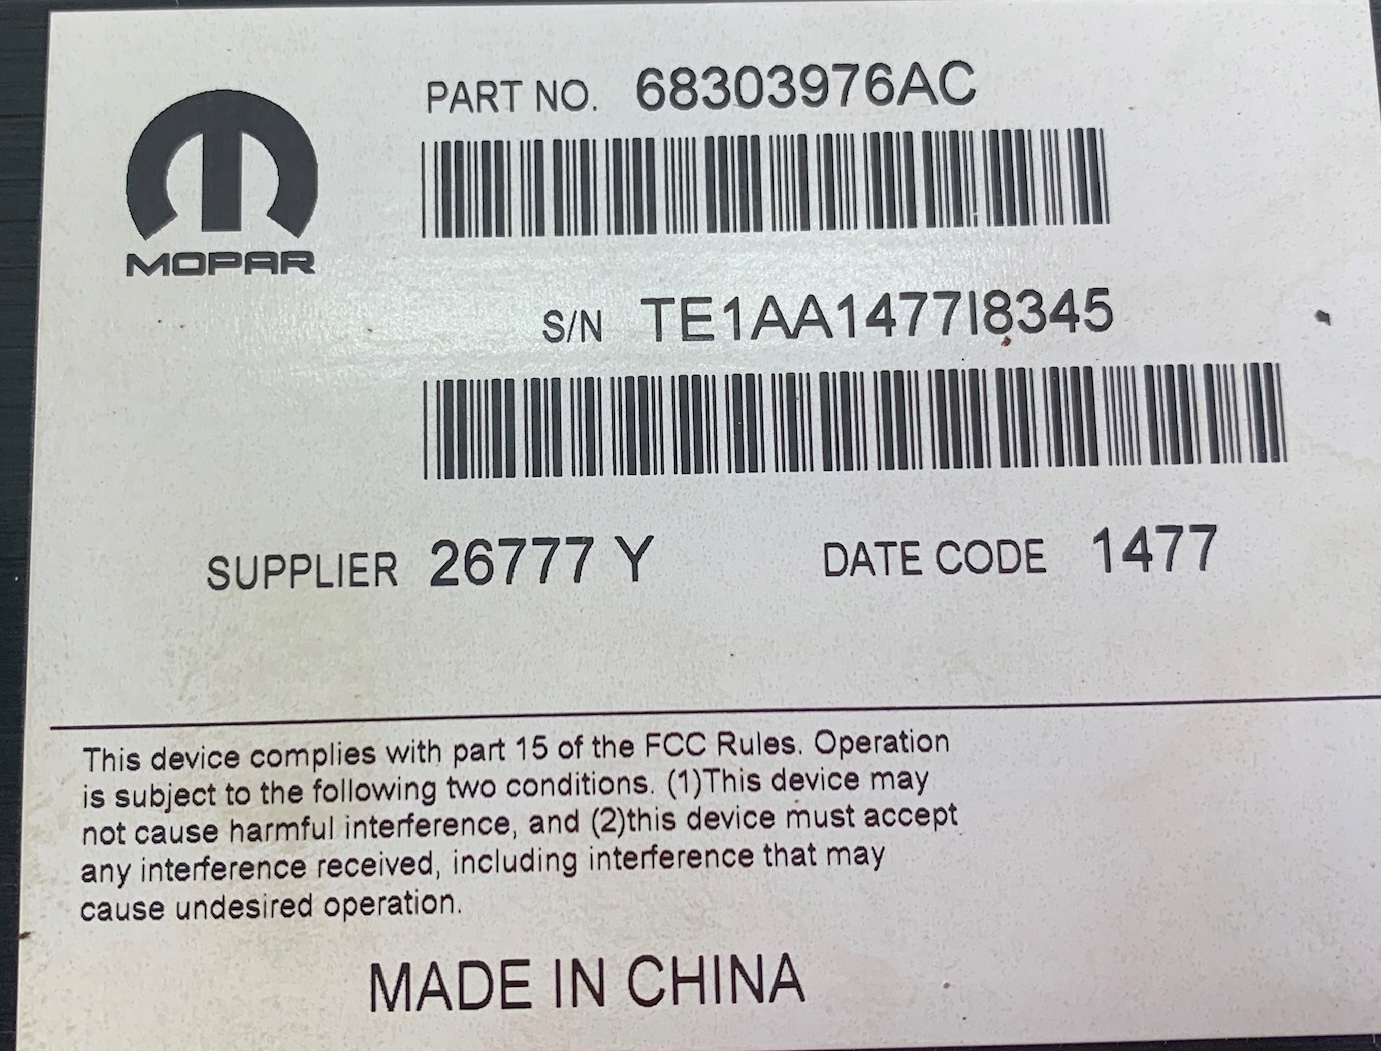 PART NO. 68303976AC
MOPAR
S/N TE1AA1477I8345
SUPPLIER 26777 Y DATE CODE 1477
This device complies with part 15 of the FCC Rules. Operation
is subject to the following two conditions. (1)This device may
not cause harmful interference, and (2)this device must accept
any interference received, including interference that may
cause undesired operation.
MADE IN CHINA